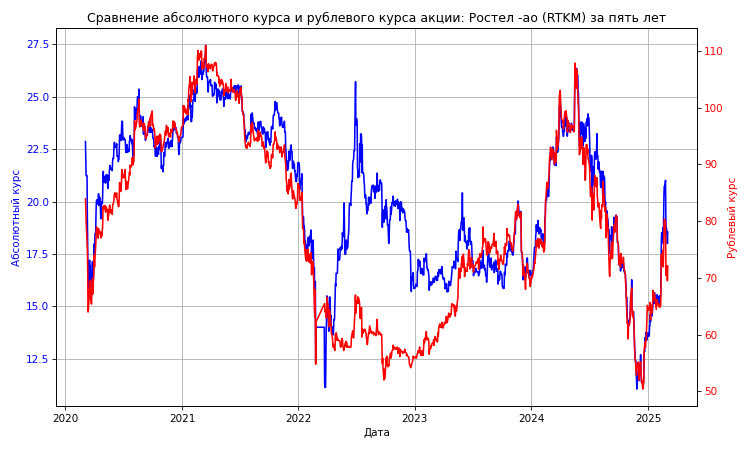 Сравнение абсолютного курса и рублевого курса акции: Ростел -ао (RTKM) за пять лет
27.5
25.0
22.5
20.0
17.5
15.0
12.5
Абсолютный курс
110
100
90
80
70
60
50
Рублевый курс
2020 2021 2022 2023 2024 2025
Дата